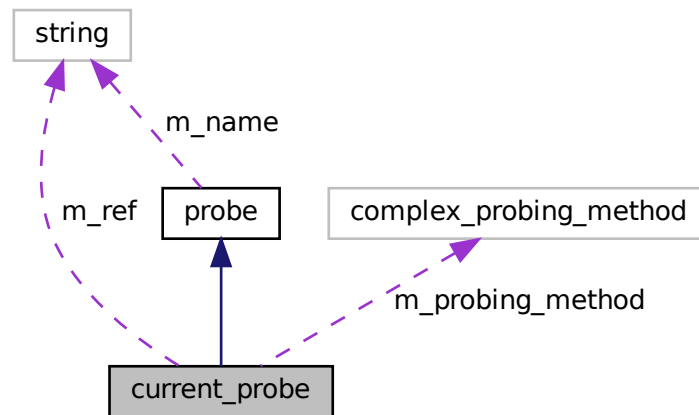 string
m_name
m_ref
probe
complex_probing_method
m_probing_method
current_probe